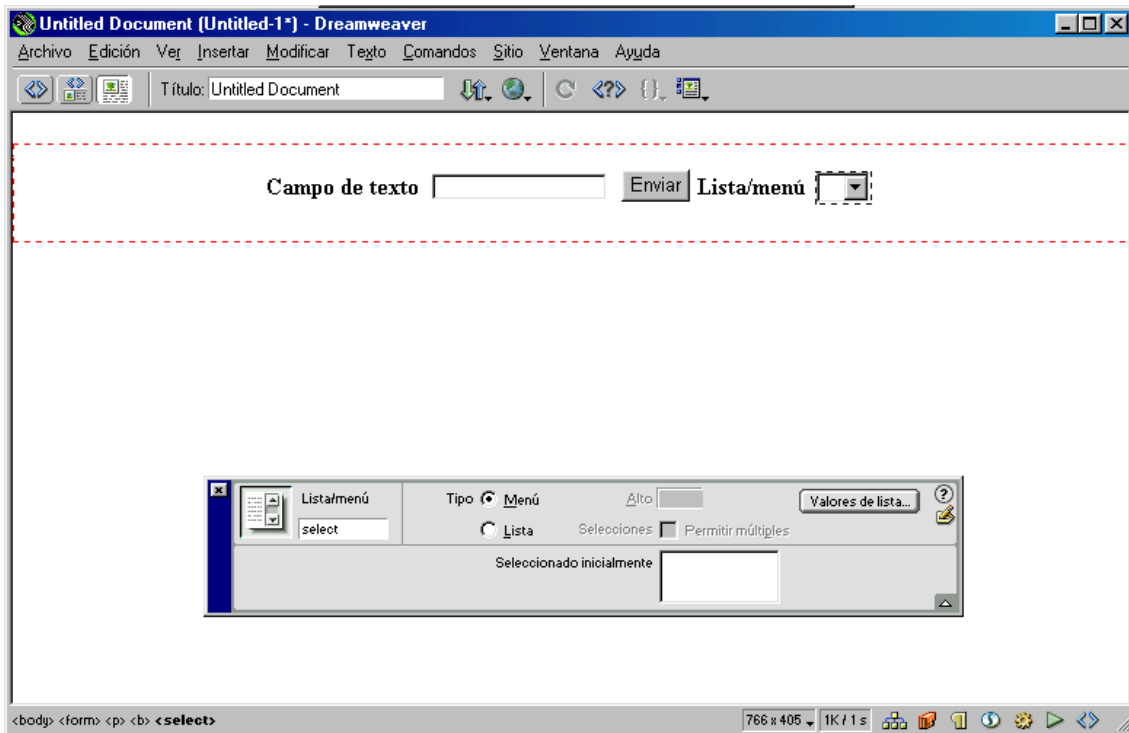 Untitled Document (Untitled-1*) - Dreamweaver
Archivo Edición Ver Insertar Modificar Texto Comandos Sitio Ventana Ayuda
Título: Untitled Document
Campo de texto Enviar Lista/menú
Lista/menú Tipo Menú Alto Valores de lista...
select Lista Selecciones Permitir múltiples
Seleccionado inicialmente
<body> <form> <p> <b> <select> 766 x 405 1K / 1 s